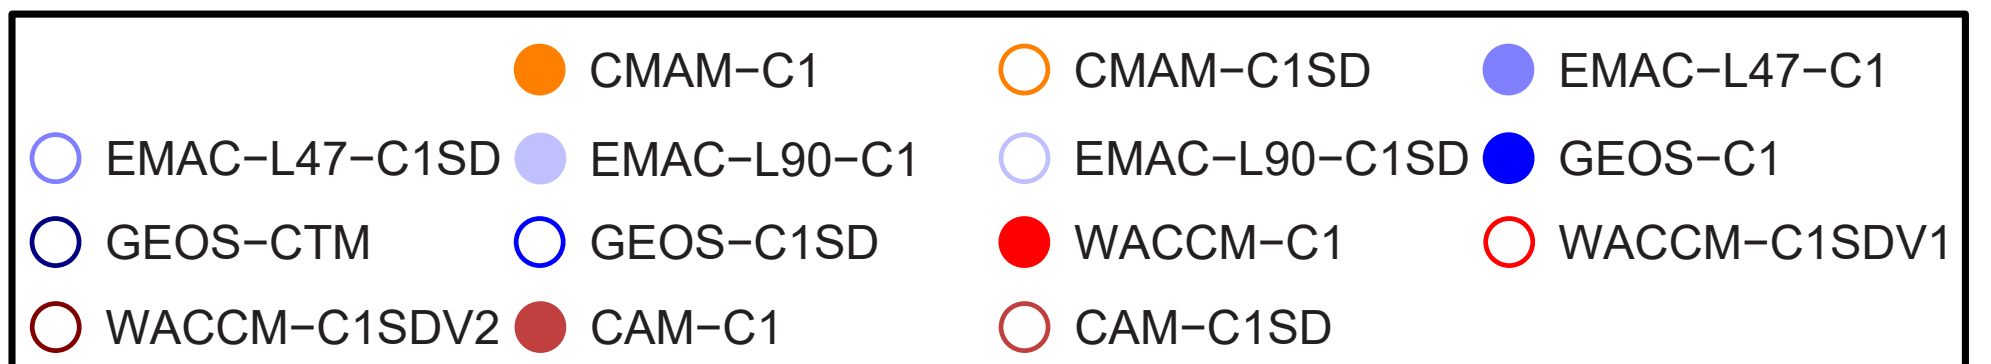 CMAM−C1 CMAM−C1SD EMAC−L47−C1
EMAC−L47−C1SD EMAC−L90−C1 EMAC−L90−C1SD GEOS−C1
GEOS−CTM GEOS−C1SD WACCM−C1 WACCM−C1SDV1
WACCM−C1SDV2 CAM−C1 CAM−C1SD